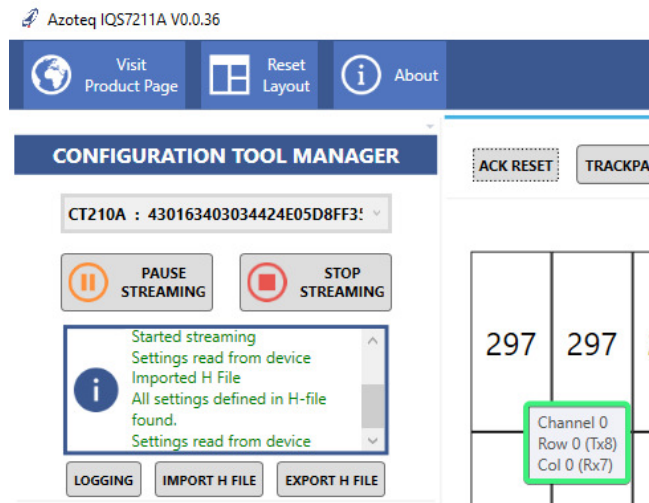 Azoteq IQS7211A V0.0.36
Visit
Product Page
Reset
Layout
About
CONFIGURATION TOOL MANAGER
ACK RESET
CT210A : 430163403034424E05D8FF3
PAUSE
STREAMING
STOP
STREAMING
Started streaming
Settings read from device
Imported H File
All settings defined in H-file
found.
Settings read from device
LOGGING
IMPORT H FILE
EXPORT H FILE
297
297
Channel 0
Row 0 (Tx8)
Col 0 (Rx7)